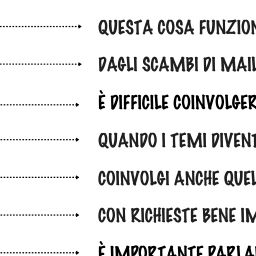 QUESTA COSA FUNZION
DAGLI SCAMBI DI MAIL
È DIFFICILE COINVOLGER
QUANDO I TEMI DIVENT
COINVOLGI ANCHE QUEL
CON RICHIESTE BENE IM
È IMPORTANTE PARLA